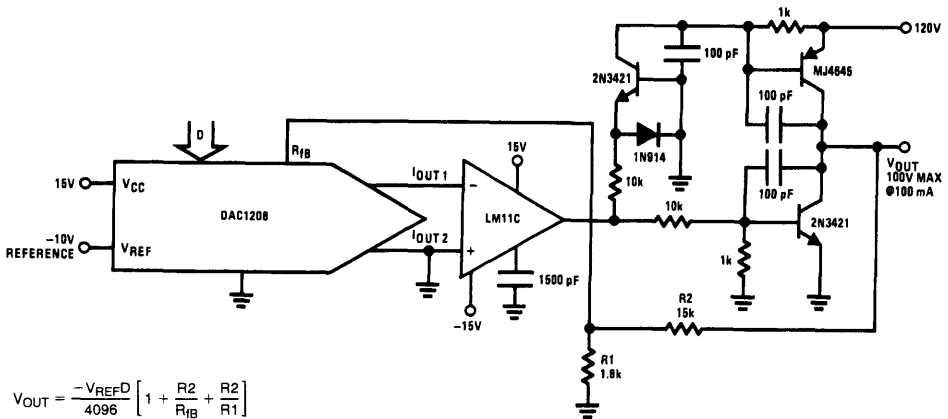 1k
120V
100 pF
2N3421
MJ4645
100 pF
D
RfB
15V
1N914
VOUT
100V MAX
@100 mA
15V
VCC
IOUT 1
10k
100 pF
DAC1208
LM11C
10k
2N3421
-10V
REFERENCE
VREF
IOUT 2
1k
1500 pF
-15V
R2
15k
R1
1.8k
VOUT = -VREFD / 4096 [1 + R2 / RfB + R2 / R1]